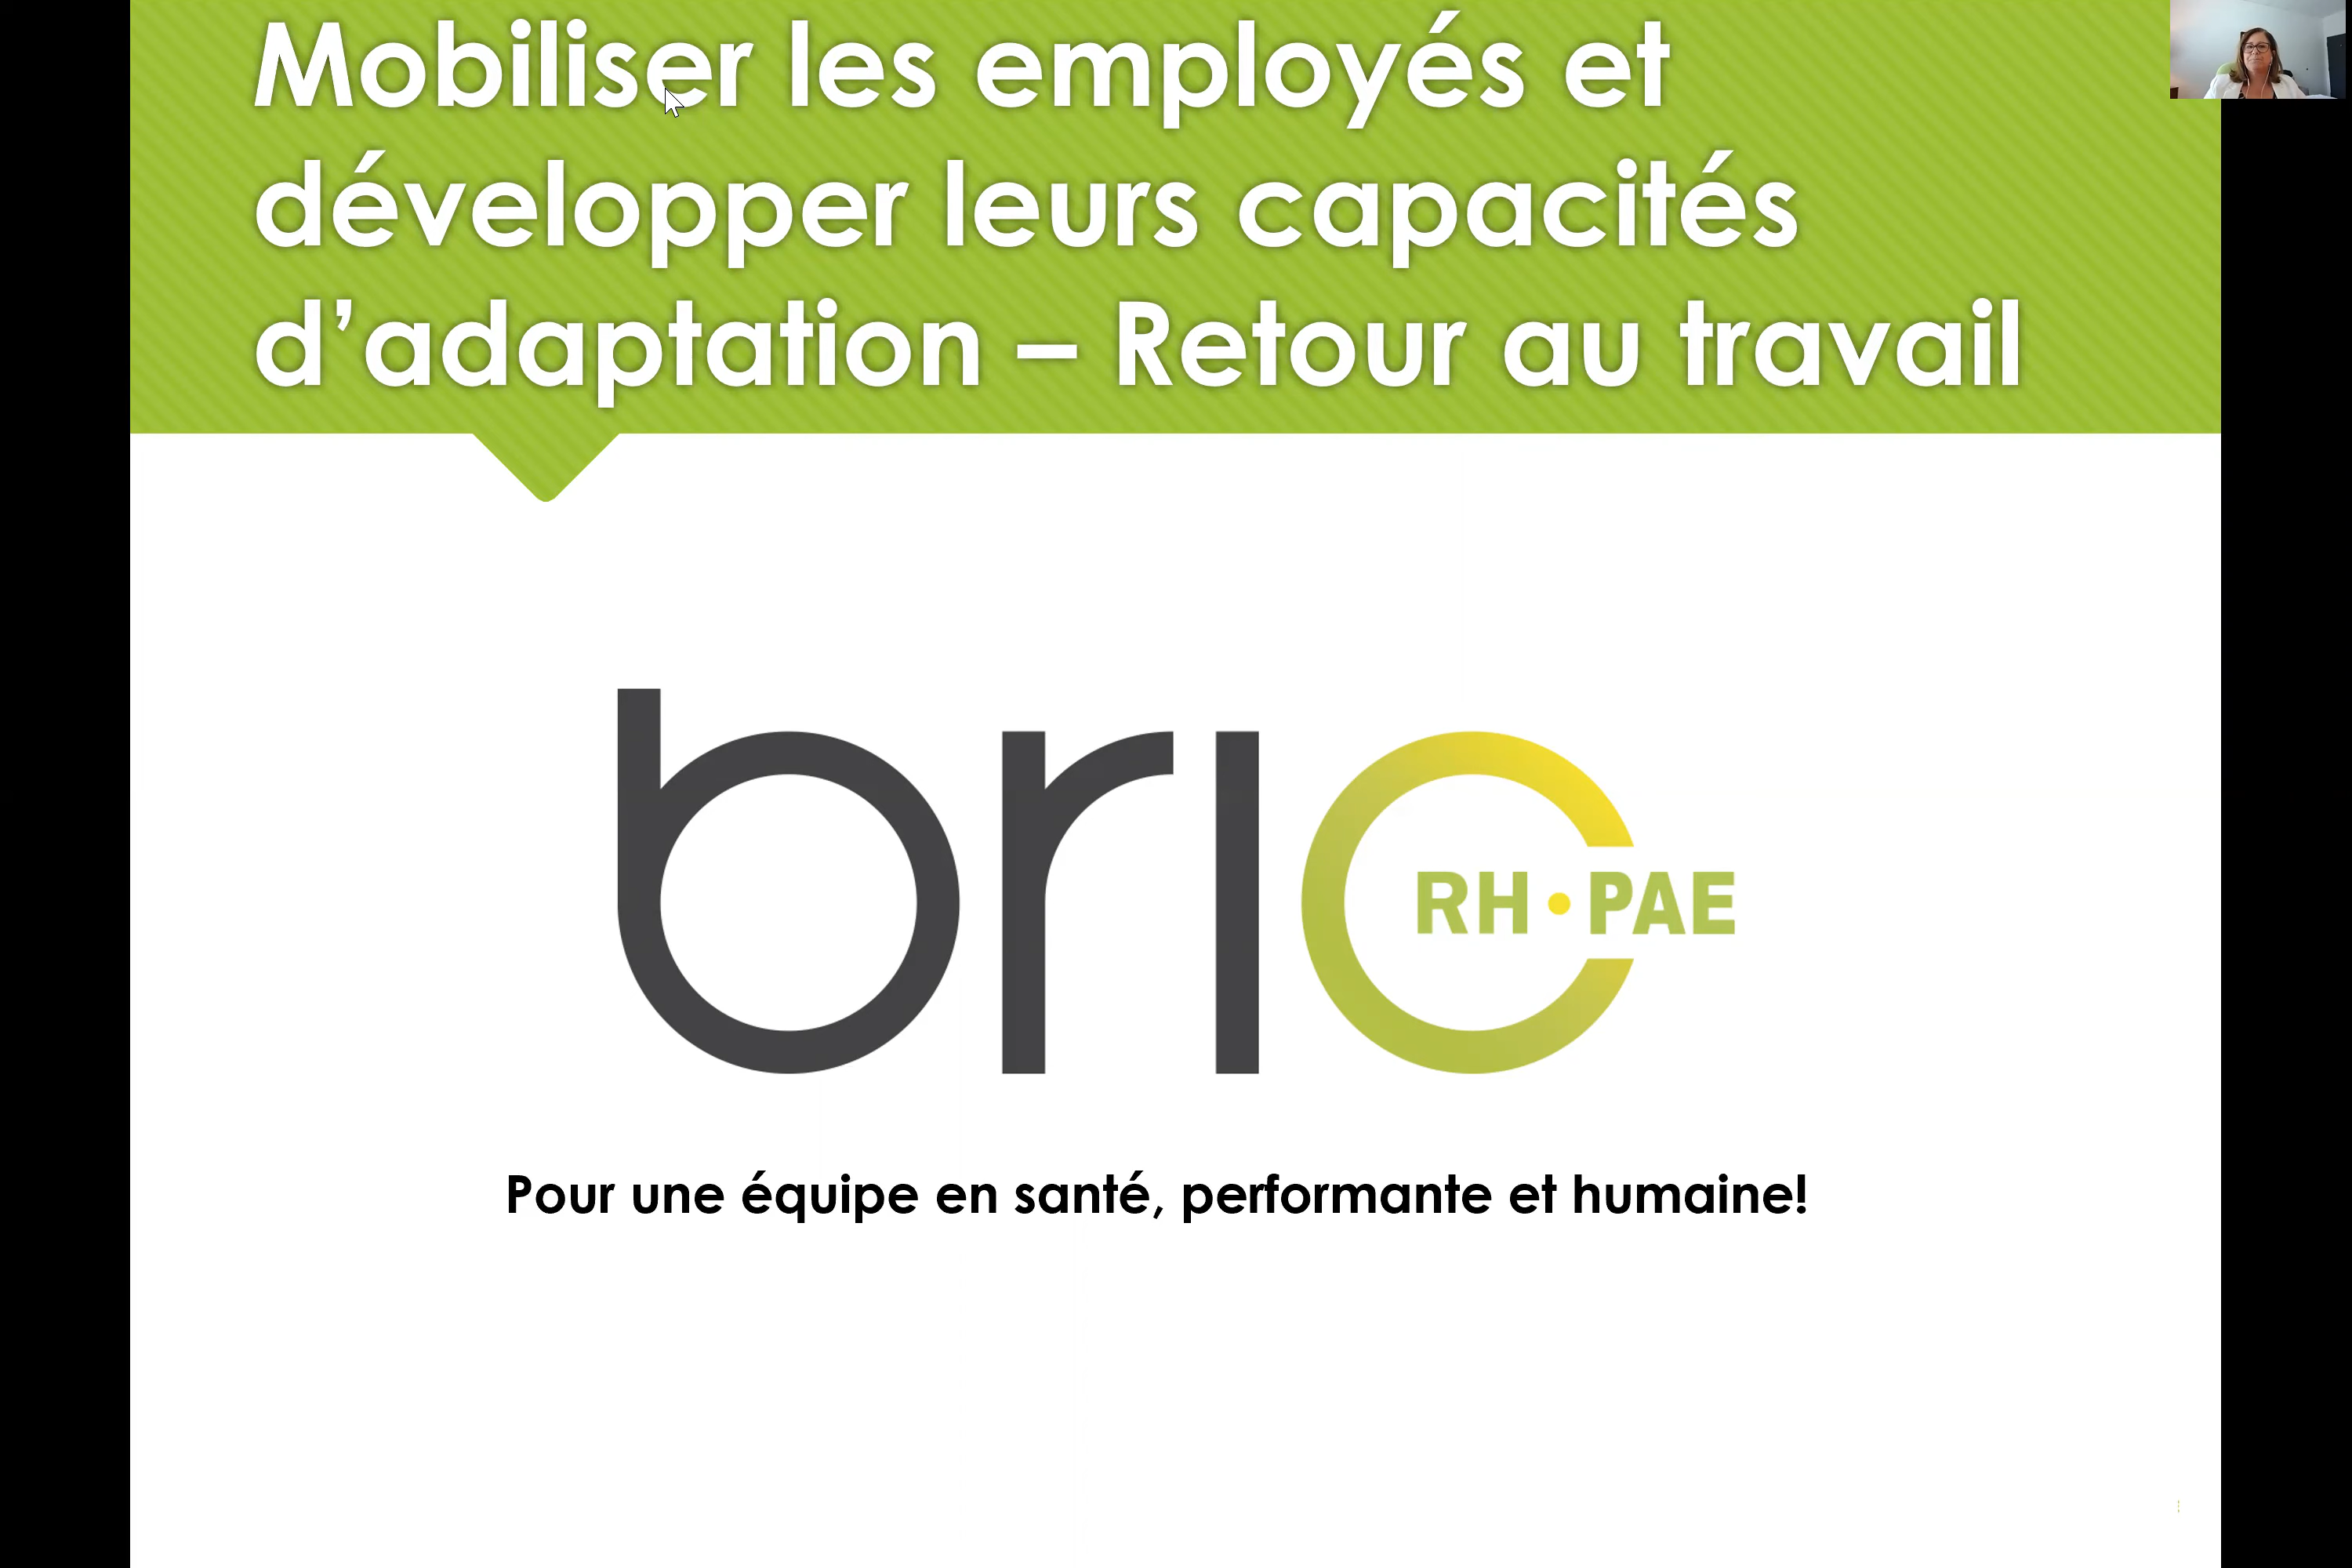 Mobiliser les employés et
développer leurs capacités
d’adaptation – Retour au travail
bric
RH • PAE
Pour une équipe en santé, performante et humaine!